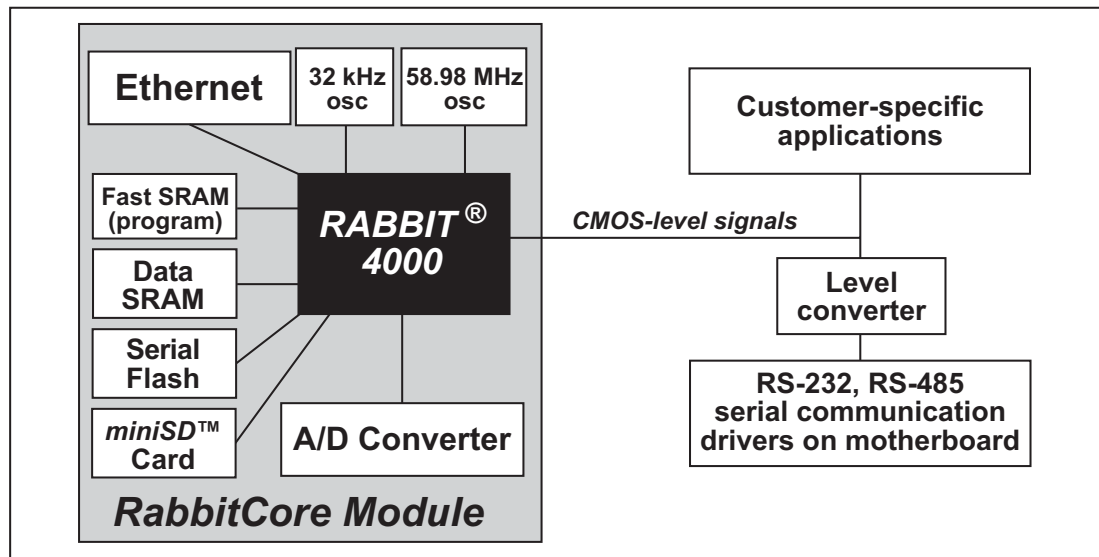 Ethernet
32 kHz
osc
58.98 MHz
osc
Fast SRAM
(program)
Data
SRAM
Serial
Flash
miniSD™
Card
RABBIT®
4000
A/D Converter
RabbitCore Module
CMOS-level signals
Customer-specific
applications
Level
converter
RS-232, RS-485
serial communication
drivers on motherboard